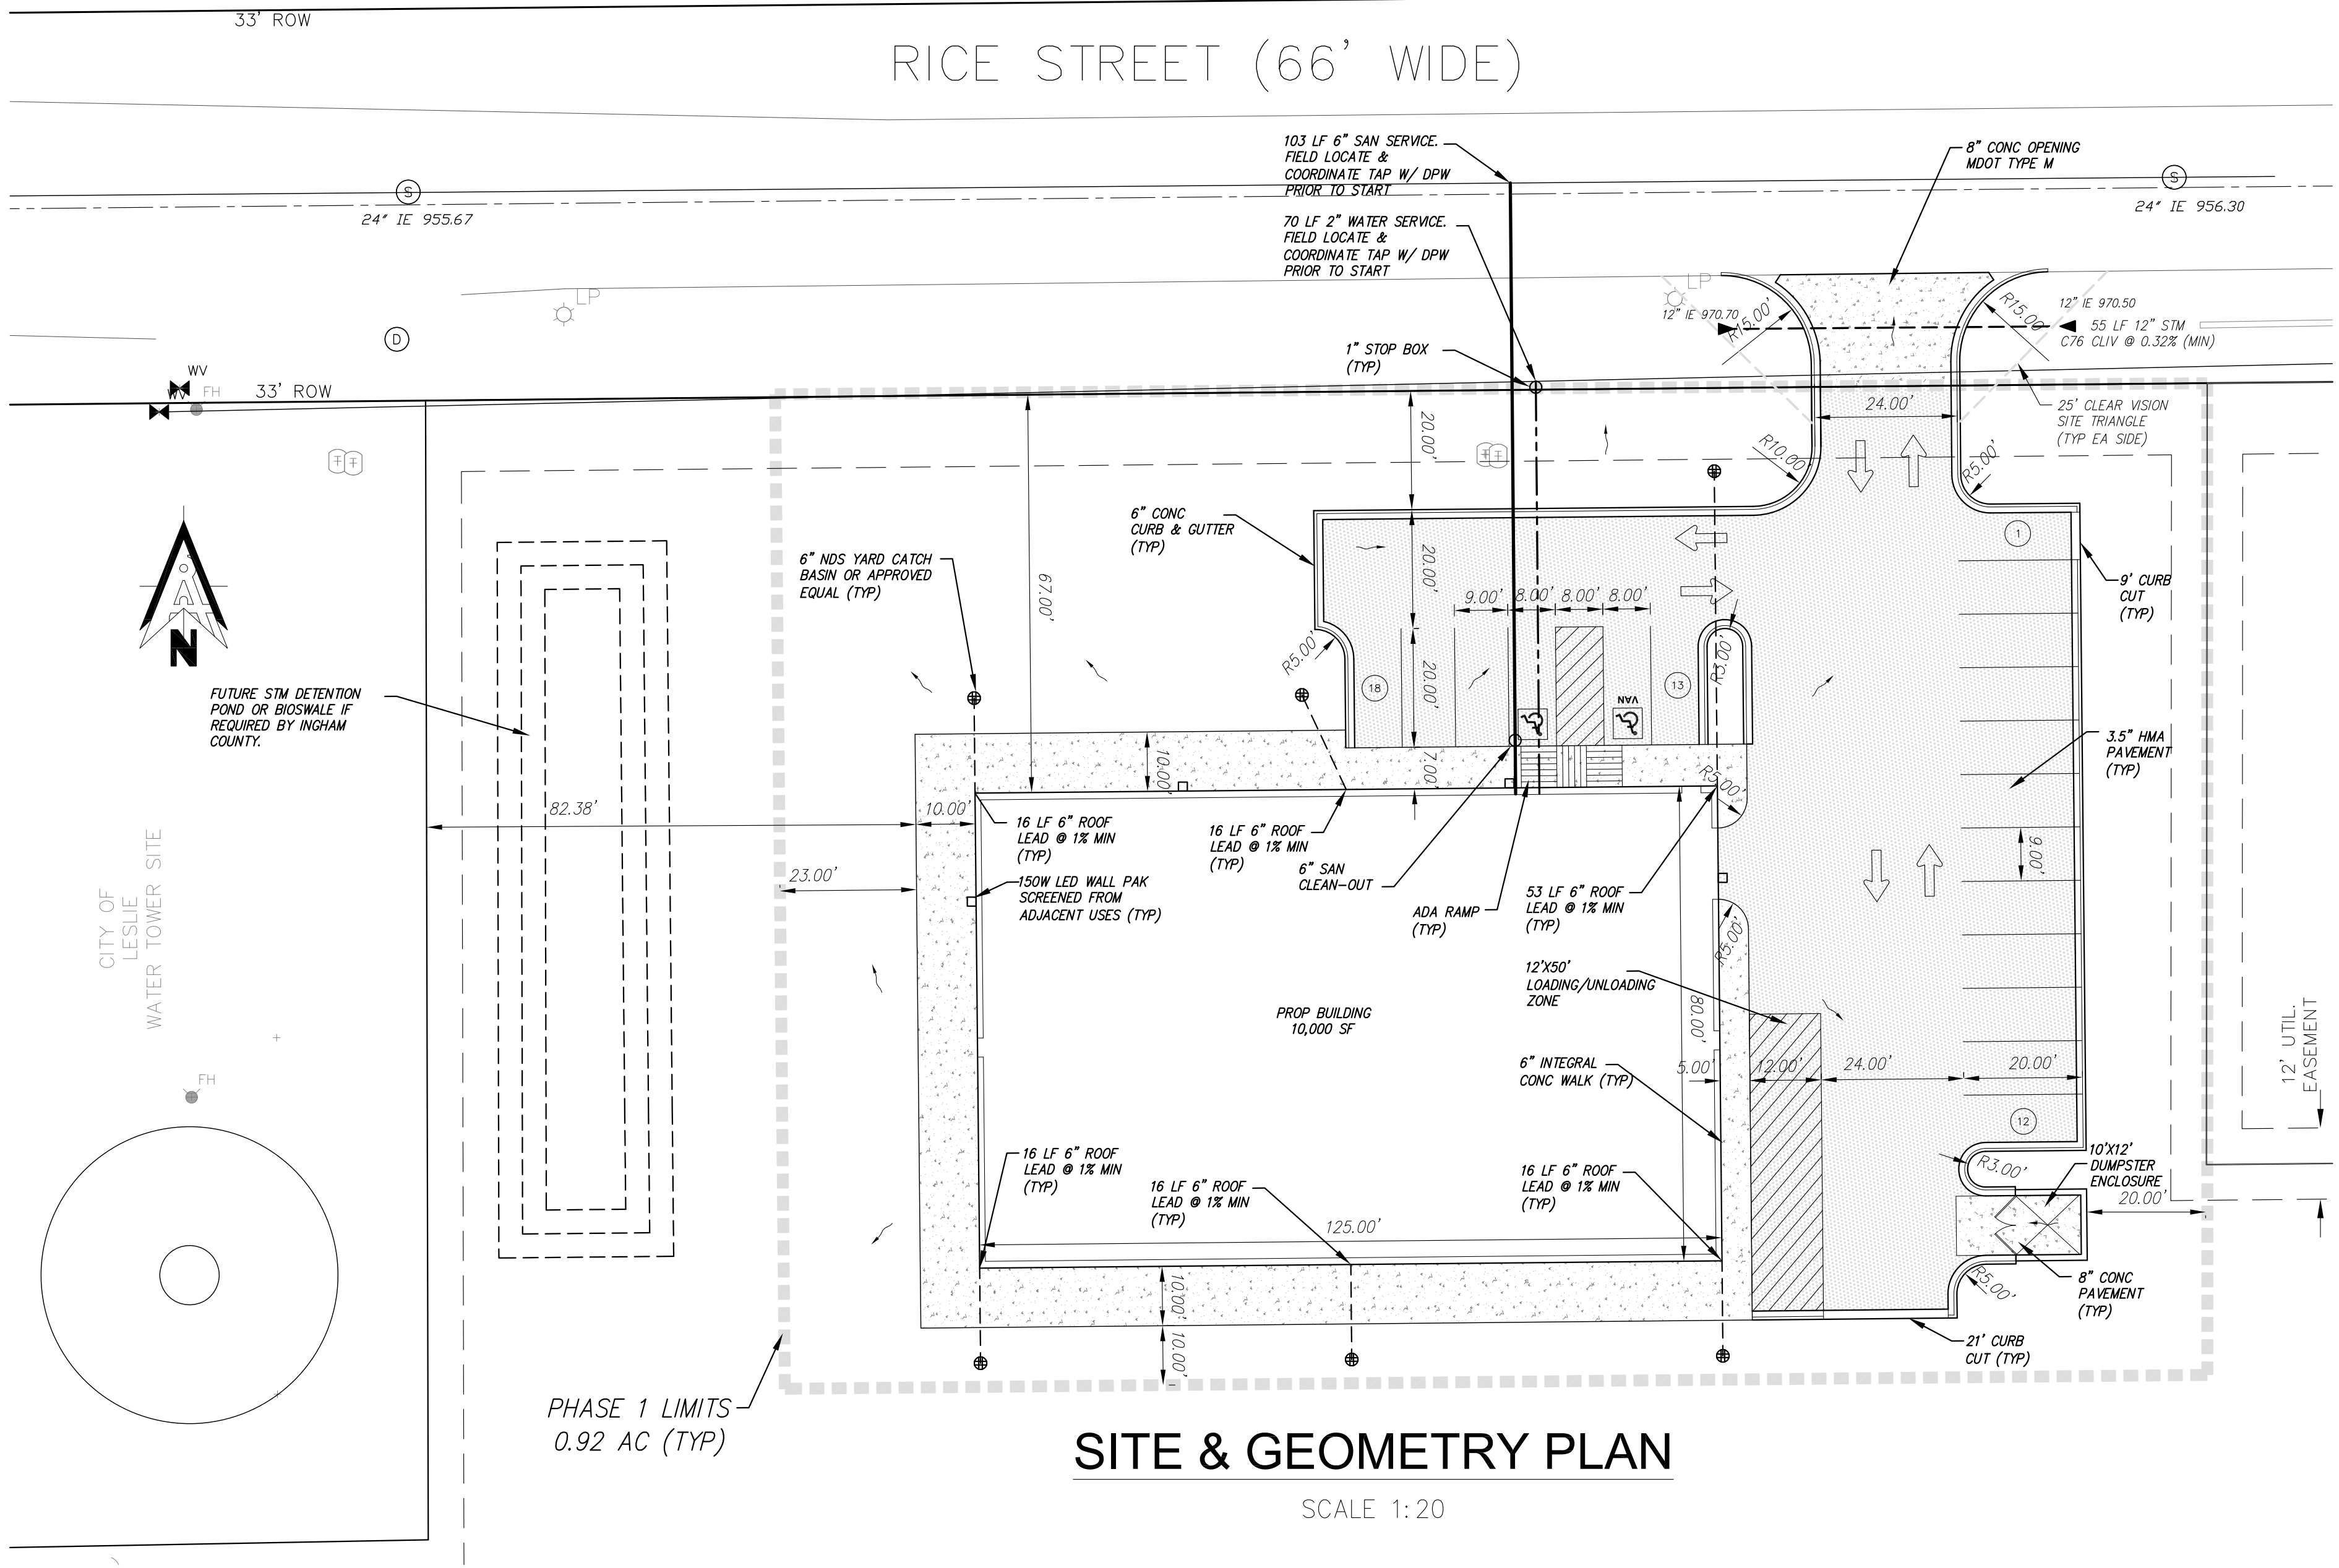 33' ROW
RICE STREET (66' WIDE)
103 LF 6" SAN SERVICE.
FIELD LOCATE &
COORDINATE TAP W/ DPW
PRIOR TO START
8" CONC OPENING
MDOT TYPE M
S
S
24" IE 955.67
24" IE 956.30
70 LF 2" WATER SERVICE.
FIELD LOCATE &
COORDINATE TAP W/ DPW
PRIOR TO START
LP
LP
12" IE 970.70
R15.00'
R15.00'
12" IE 970.50
55 LF 12" STM
C76 CLIV @ 0.32% (MIN)
D
1" STOP BOX
(TYP)
WV
WV
FH
33' ROW
24.00'
25' CLEAR VISION
SITE TRIANGLE
(TYP EA SIDE)
20.00'
R10.00'
R5.00'
T
T
T
T
6" CONC
CURB & GUTTER
(TYP)
1
6" NDS YARD CATCH
BASIN OR APPROVED
EQUAL (TYP)
67.00'
20.00'
9.00'
8.00'
8.00'
8.00'
9' CURB
CUT
(TYP)
N
R5.00'
R3.00'
20.00'
18
13
VAN
FUTURE STM DETENTION
POND OR BIOSWALE IF
REQUIRED BY INGHAM
COUNTY.
3.5" HMA
PAVEMENT
(TYP)
10.00'
7.00'
R5.00'
82.38'
10.00'
16 LF 6" ROOF
LEAD @ 1% MIN
(TYP)
16 LF 6" ROOF
LEAD @ 1% MIN
(TYP)
6" SAN
CLEAN-OUT
9.00'
23.00'
150W LED WALL PAK
SCREENED FROM
ADJACENT USES (TYP)
ADA RAMP
(TYP)
53 LF 6" ROOF
LEAD @ 1% MIN
(TYP)
R5.00'
CITY OF
LESLIE
WATER TOWER SITE
12'X50'
LOADING/UNLOADING
ZONE
PROP BUILDING
10,000 SF
80.00'
6" INTEGRAL
CONC WALK (TYP)
5.00'
12.00'
24.00'
20.00'
12' UTIL.
EASEMENT
FH
12
16 LF 6" ROOF
LEAD @ 1% MIN
(TYP)
16 LF 6" ROOF
LEAD @ 1% MIN
(TYP)
16 LF 6" ROOF
LEAD @ 1% MIN
(TYP)
R3.00'
10'X12'
DUMPSTER
ENCLOSURE
20.00'
125.00'
10.00'
10.00'
R5.00'
8" CONC
PAVEMENT
(TYP)
21' CURB
CUT (TYP)
PHASE 1 LIMITS
0.92 AC (TYP)
SITE & GEOMETRY PLAN
SCALE 1:20